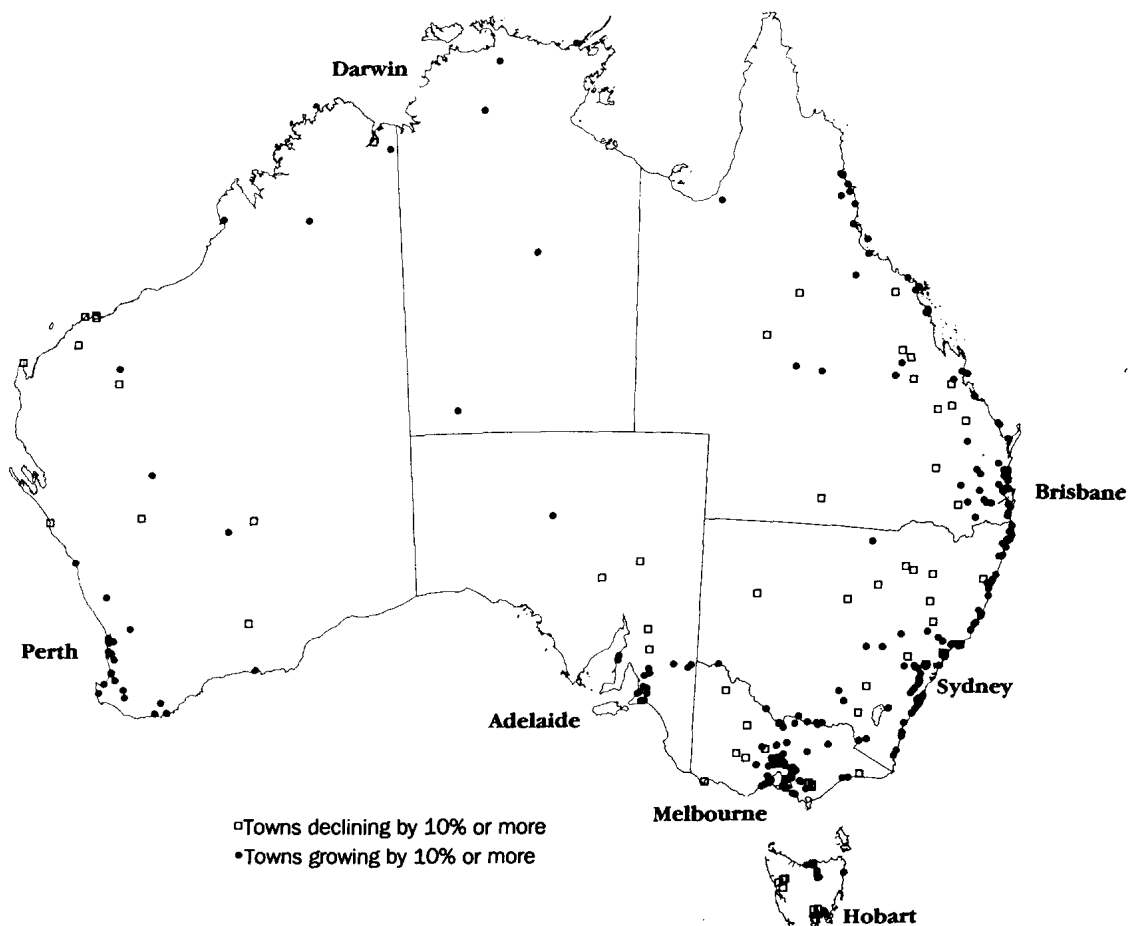 Darwin
Brisbane
Perth
Sydney
Adelaide
Melbourne
□Towns declining by 10% or more
•Towns growing by 10% or more
Hobart